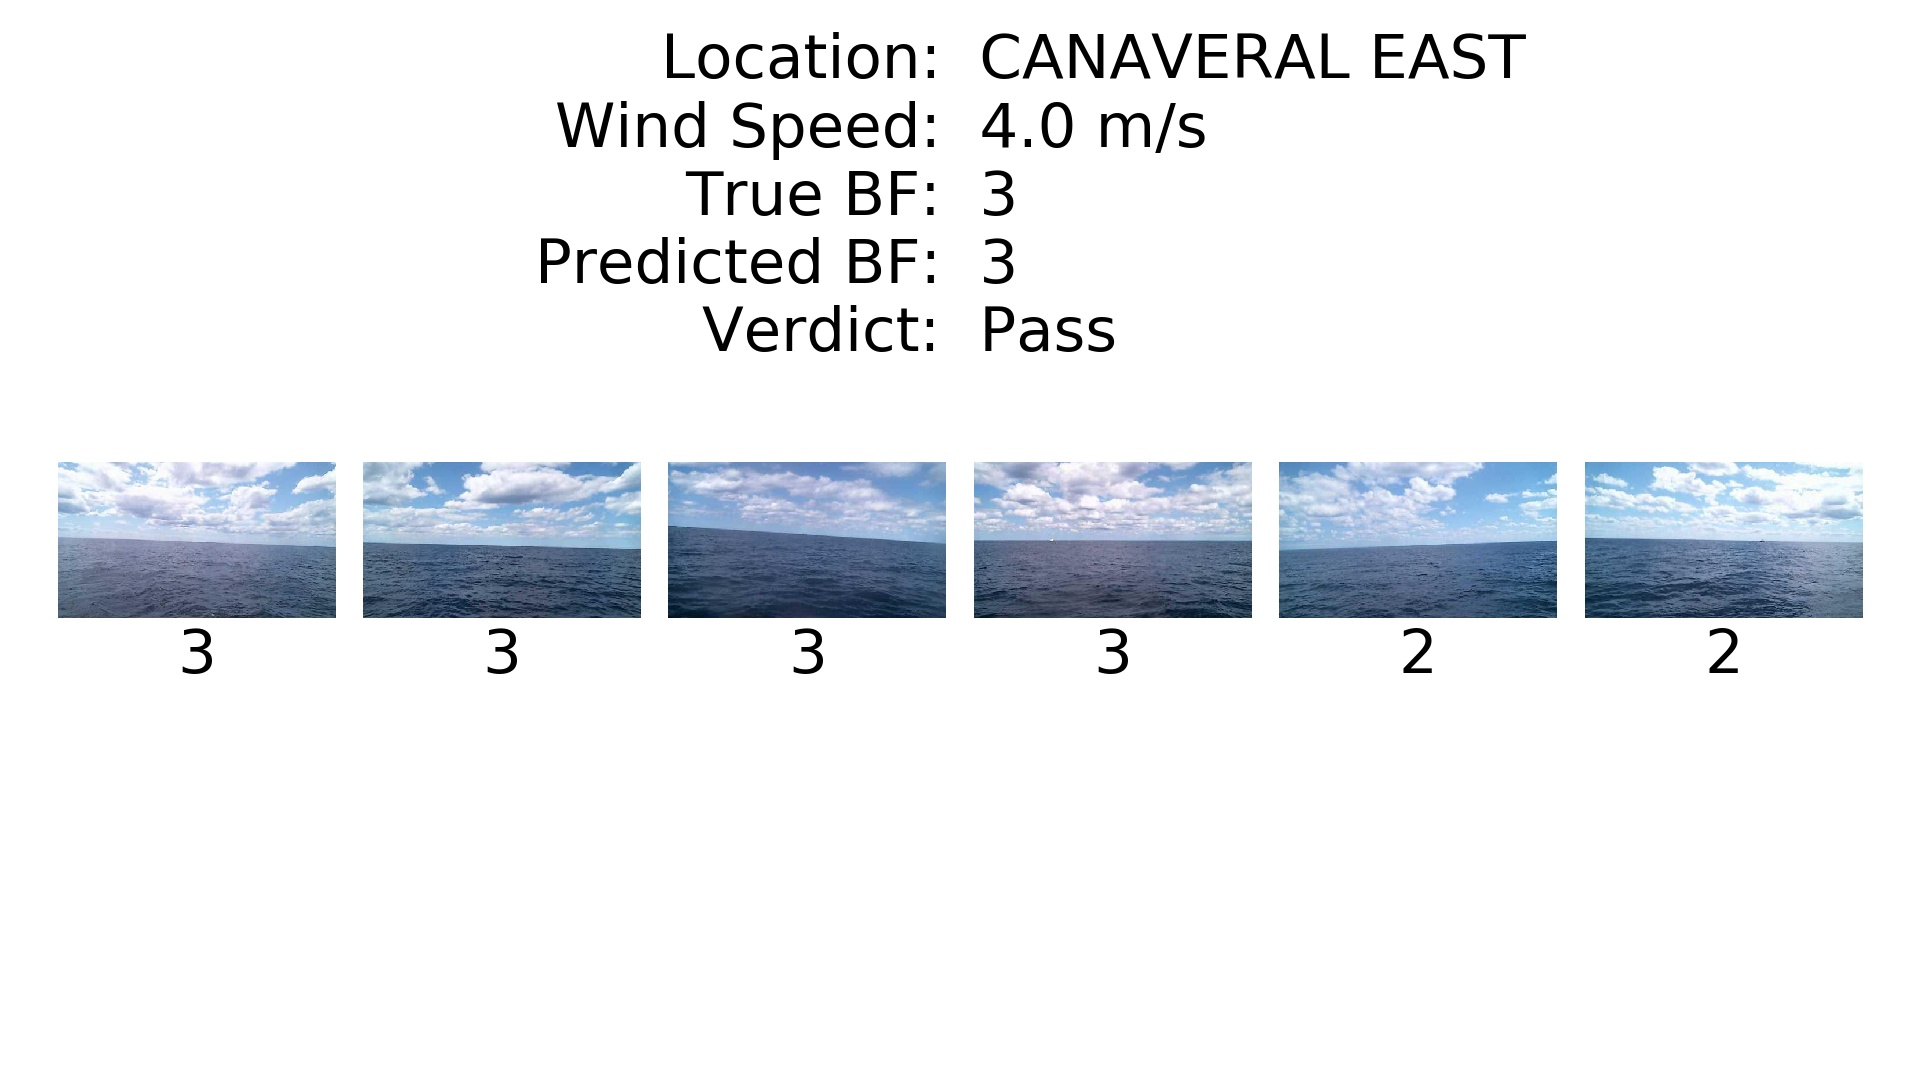 Location: CANAVERAL EAST
Wind Speed: 4.0 m/s
True BF: 3
Predicted BF: 3
Verdict: Pass
3 3 3 3 2 2